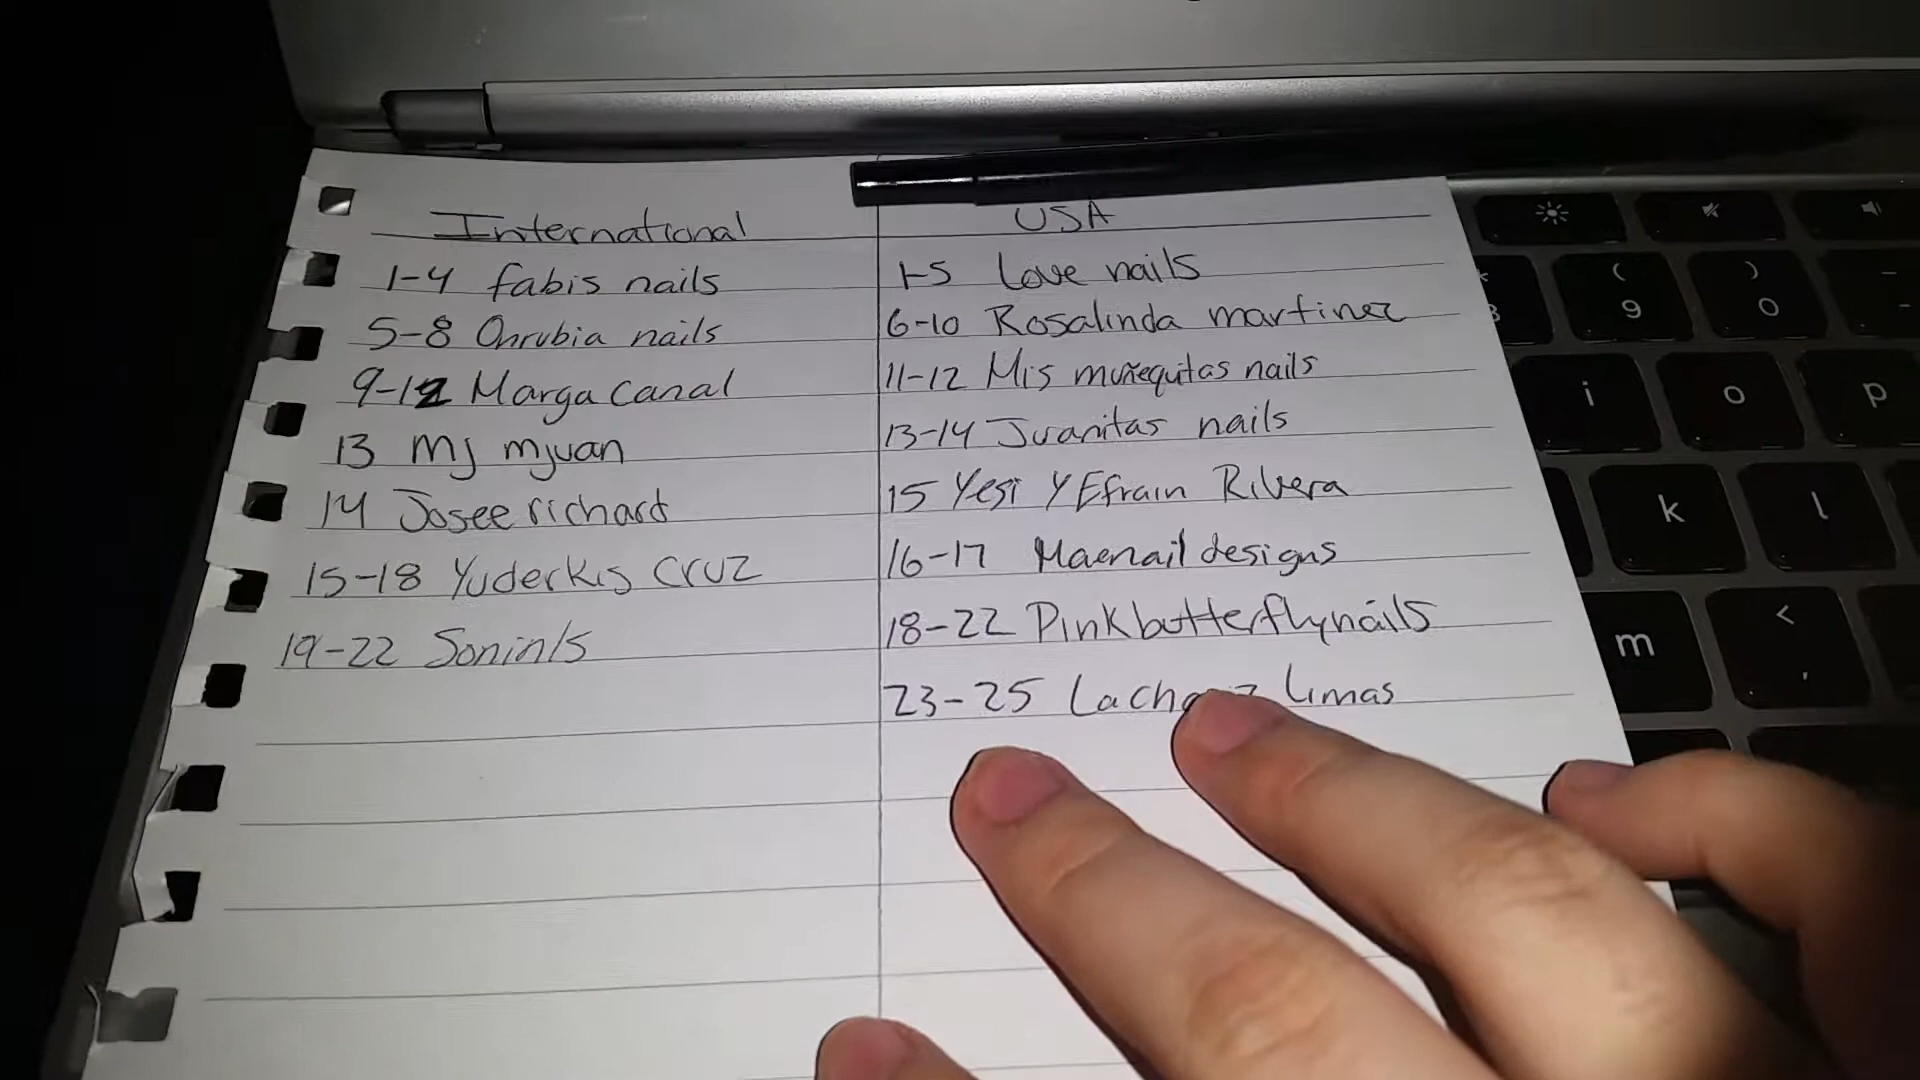 International
1-4 fabis nails
5-8 Onrubia nails
9-12 Marga canal
13 MJ mjuan
14 Josee richard
15-18 Yuderkis Cruz
19-22 Soninls
USA
1-5 Love nails
6-10 Rosalinda martinez
11-12 Mis muñequitas nails
13-14 Juanitas nails
15 Yesi Y Efrain Rivera
16-17 Maenail designs
18-22 Pinkbutterflynails
23-25 limas
( 9
) 0
i
o
p
k
l
m
< ,